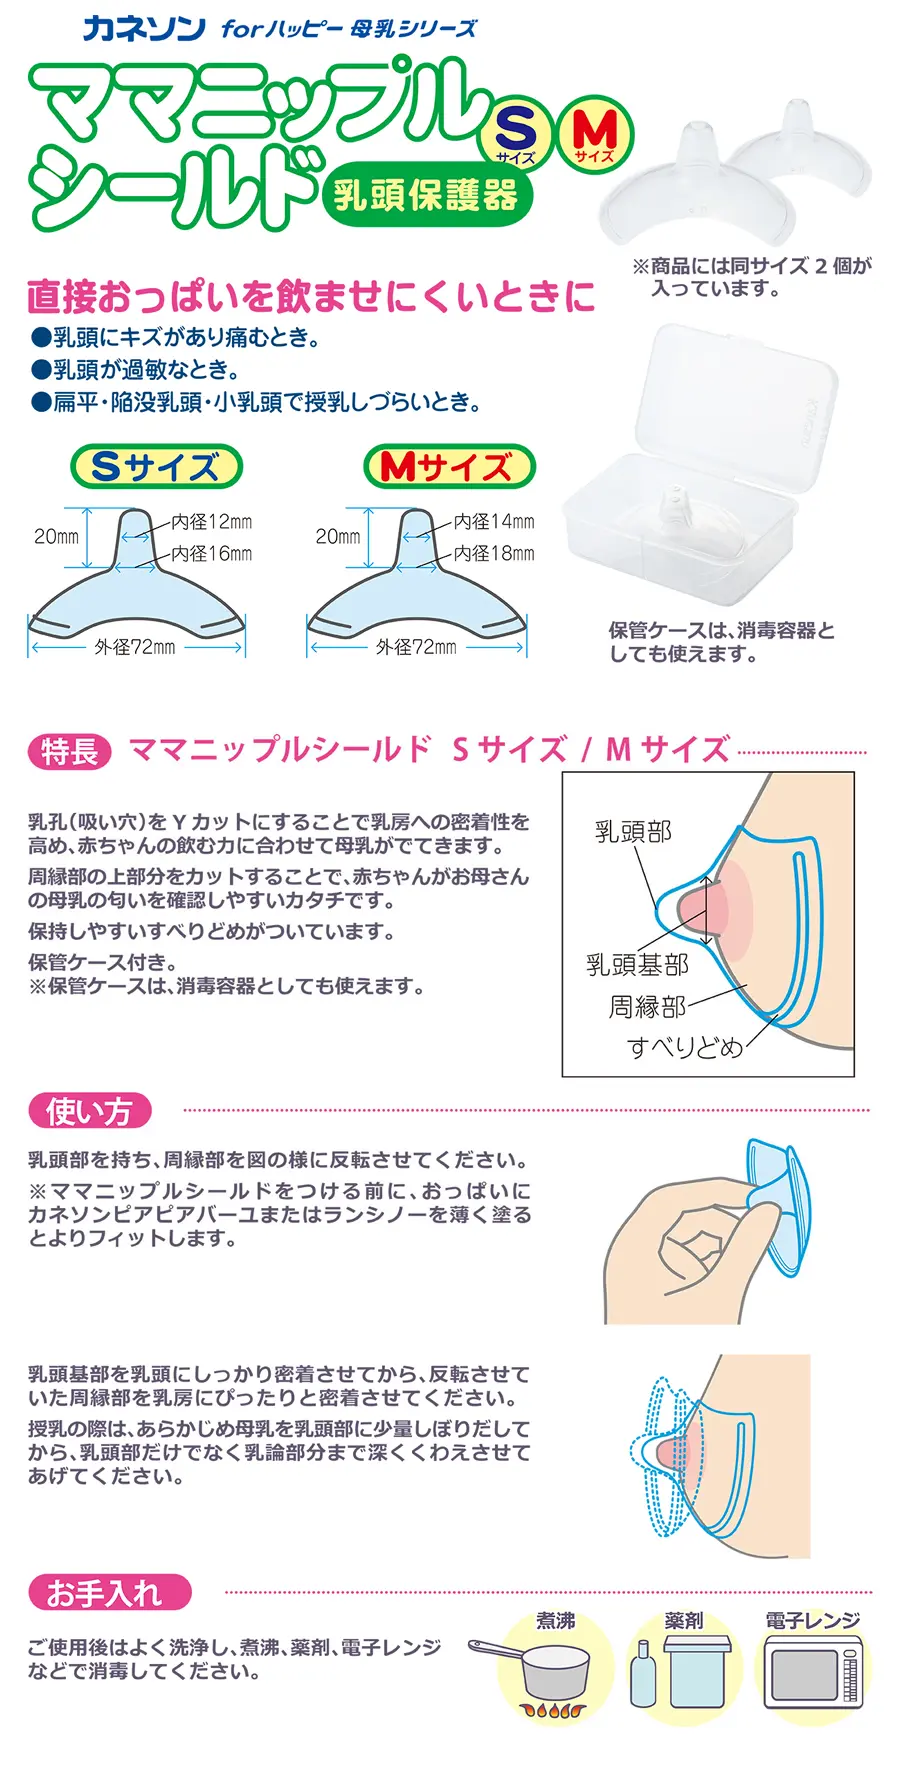 カネソン forハッピー 母乳シリーズ
ママニップル
シールド
乳頭保護器
S
サイズ
M
サイズ
※商品には同サイズ2個が
入っています。
直接おっぱいを飲ませにくいときに
●乳頭にキズがあり痛むとき。
●乳頭が過敏なとき。
●扁平・陥没乳頭・小乳頭で授乳しづらいとき。
Sサイズ
20mm
内径12mm
内径16mm
外径72mm
Mサイズ
20mm
内径14mm
内径18mm
外径72mm
保管ケースは、消毒容器と
しても使えます。
特長 ママニップルシールド Sサイズ / Mサイズ
乳孔(吸い穴)をYカットにすることで乳房への密着性を
高め、赤ちゃんの飲む力に合わせて母乳がでてきます。
周縁部の上部分をカットすることで、赤ちゃんがお母さん
の母乳の匂いを確認しやすいカタチです。
保持しやすいすべりどめがついています。
保管ケース付き。
※保管ケースは、消毒容器としても使えます。
乳頭部
乳頭基部
周縁部
すべりどめ
使い方
乳頭部を持ち、周縁部を図の様に反転させてください。
※ママニップルシールドをつける前に、おっぱいに
カネソンピアピアバーユまたはランシノーを薄く塗る
とよりフィットします。
乳頭基部を乳頭にしっかり密着させてから、反転させて
いた周縁部を乳房にぴったりと密着させてください。
授乳の際は、あらかじめ母乳を乳頭部に少量しぼりだして
から、乳頭部だけでなく乳論部分まで深くくわえさせて
あげてください。
お手入れ
ご使用後はよく洗浄し、煮沸、薬剤、電子レンジ
などで消毒してください。
煮沸
薬剤
電子レンジ